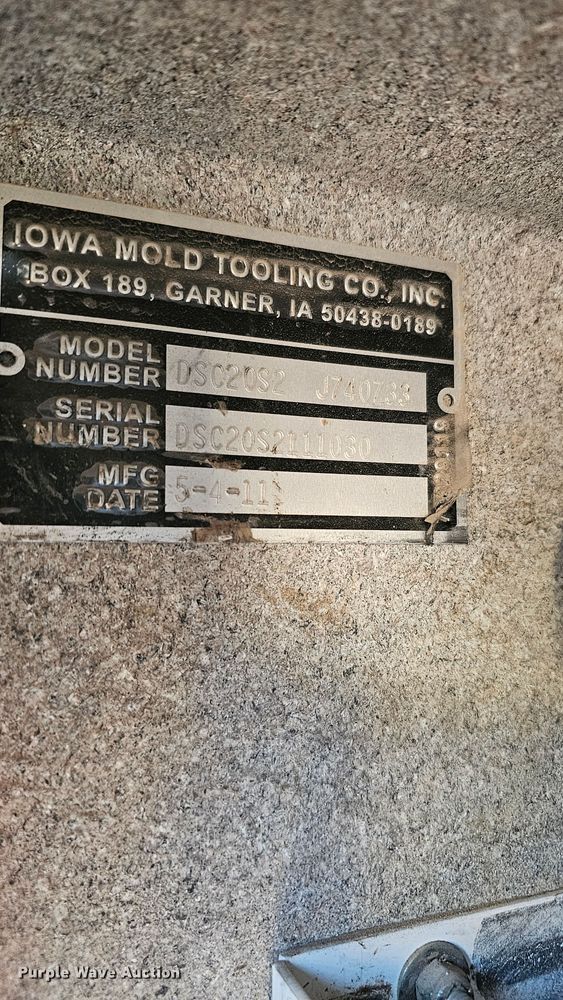 IOWA MOLD TOOLING CO., INC.
BOX 189, GARNER, IA 50438-0189
MODEL NUMBER DSC20S2 J740733
SERIAL NUMBER DSC20S2111030
MFG DATE 5-4-11
Purple Wave Auction